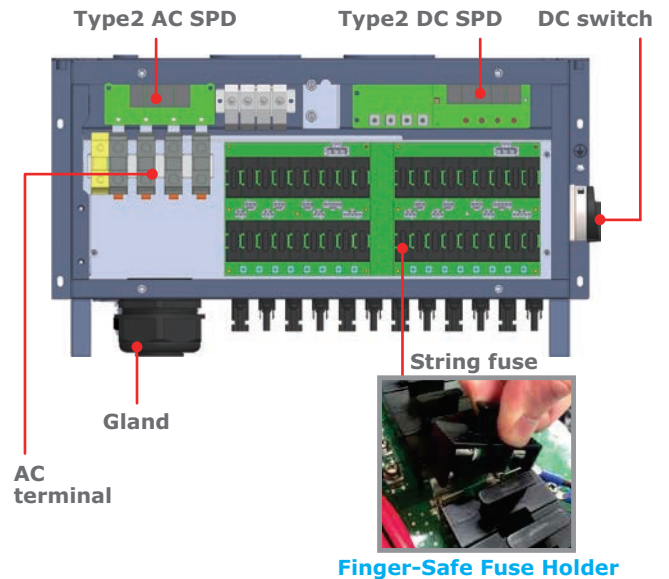 Type2 AC SPD
Type2 DC SPD
DC switch
String fuse
Gland
AC
terminal
Finger-Safe Fuse Holder